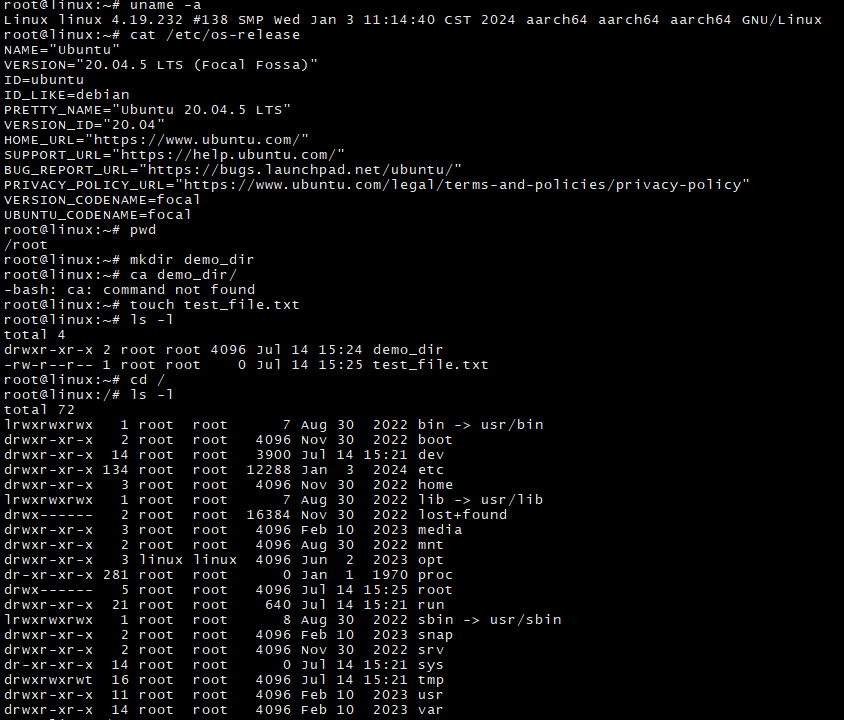 root@linux:~# uname -a
Linux linux 4.19.232 #138 SMP Wed Jan 3 11:14:40 CST 2024 aarch64 aarch64 aarch64 GNU/Linux
root@linux:~# cat /etc/os-release
NAME="Ubuntu"
VERSION="20.04.5 LTS (Focal Fossa)"
ID=ubuntu
ID_LIKE=debian
PRETTY_NAME="Ubuntu 20.04.5 LTS"
VERSION_ID="20.04"
HOME_URL="https://www.ubuntu.com/"
SUPPORT_URL="https://help.ubuntu.com/"
BUG_REPORT_URL="https://bugs.launchpad.net/ubuntu/"
PRIVACY_POLICY_URL="https://www.ubuntu.com/legal/terms-and-policies/privacy-policy"
VERSION_CODENAME=focal
UBUNTU_CODENAME=focal
root@linux:~# pwd
/root
root@linux:~# mkdir demo_dir
root@linux:~# ca demo_dir/
-bash: ca: command not found
root@linux:~# touch test_file.txt
root@linux:~# ls -l
total 4
drwxr-xr-x 2 root root 4096 Jul 14 15:24 demo_dir
-rw-r--r-- 1 root root    0 Jul 14 15:25 test_file.txt
root@linux:~# cd /
root@linux:/# ls -l
total 72
lrwxrwxrwx   1 root  root      7 Aug 30  2022 bin -> usr/bin
drwxr-xr-x   2 root  root   4096 Nov 30  2022 boot
drwxr-xr-x  14 root  root   3900 Jul 14 15:21 dev
drwxr-xr-x 134 root  root  12288 Jan  3  2024 etc
drwxr-xr-x   3 root  root   4096 Nov 30  2022 home
lrwxrwxrwx   1 root  root      7 Aug 30  2022 lib -> usr/lib
drwx------   2 root  root  16384 Nov 30  2022 lost+found
drwxr-xr-x   3 root  root   4096 Feb 10  2023 media
drwxr-xr-x   2 root  root   4096 Aug 30  2022 mnt
drwxr-xr-x   3 linux linux  4096 Jun  2  2023 opt
dr-xr-xr-x 281 root  root      0 Jan  1  1970 proc
drwx------   5 root  root   4096 Jul 14 15:25 root
drwxr-xr-x  21 root  root    640 Jul 14 15:21 run
lrwxrwxrwx   1 root  root      8 Aug 30  2022 sbin -> usr/sbin
drwxr-xr-x   2 root  root   4096 Feb 10  2023 snap
drwxr-xr-x   2 root  root   4096 Nov 30  2022 srv
dr-xr-xr-x  14 root  root      0 Jul 14 15:21 sys
drwxrwxrwt  16 root  root   4096 Jul 14 15:21 tmp
drwxr-xr-x  11 root  root   4096 Feb 10  2023 usr
drwxr-xr-x  14 root  root   4096 Feb 10  2023 var